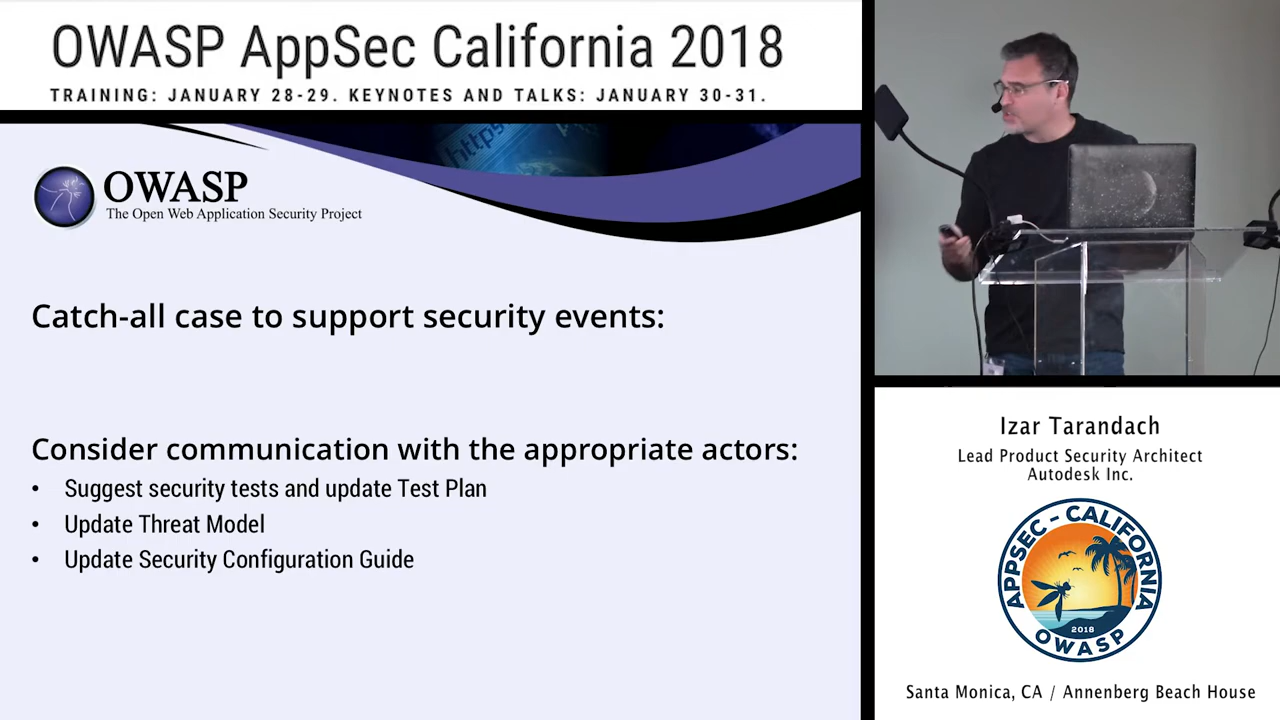 OWASP AppSec California 2018
TRAINING: JANUARY 28-29. KEYNOTES AND TALKS: JANUARY 30-31.
https
OWASP
The Open Web Application Security Project
Catch-all case to support security events:
Consider communication with the appropriate actors:
• Suggest security tests and update Test Plan
• Update Threat Model
• Update Security Configuration Guide
Izar Tarandach
Lead Product Security Architect
Autodesk Inc.
APPSEC - CALIFORNIA
2018
OWASP
Santa Monica, CA / Annenberg Beach House